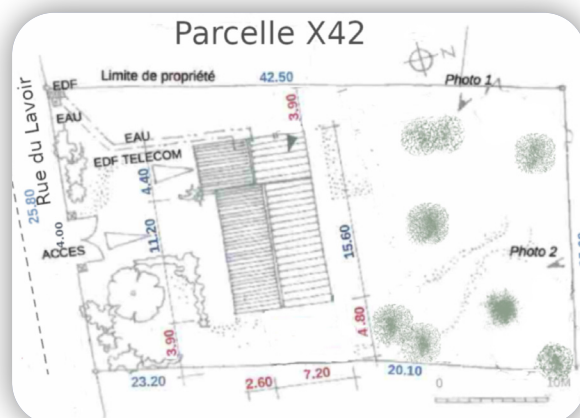 Parcelle X42
Limite de propriété
42.50
N
Photo 1
EDF
EAU
EAU
EDF TELECOM
Rue du Lavoir
25.80
3.90
4.40
4.00
11.20
ACCES
15.60
Photo 2
3.90
4.80
23.20
2.60
7.20
20.10
0
10M